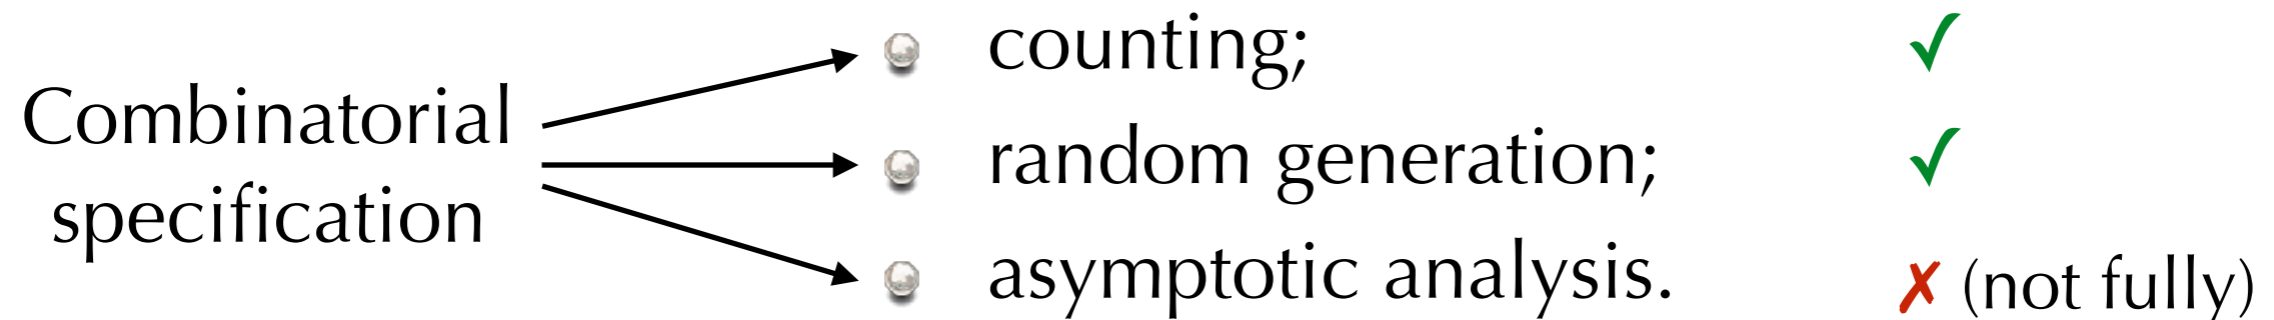 Combinatorial
specification
counting; ✓
random generation; ✓
asymptotic analysis. ✗ (not fully)